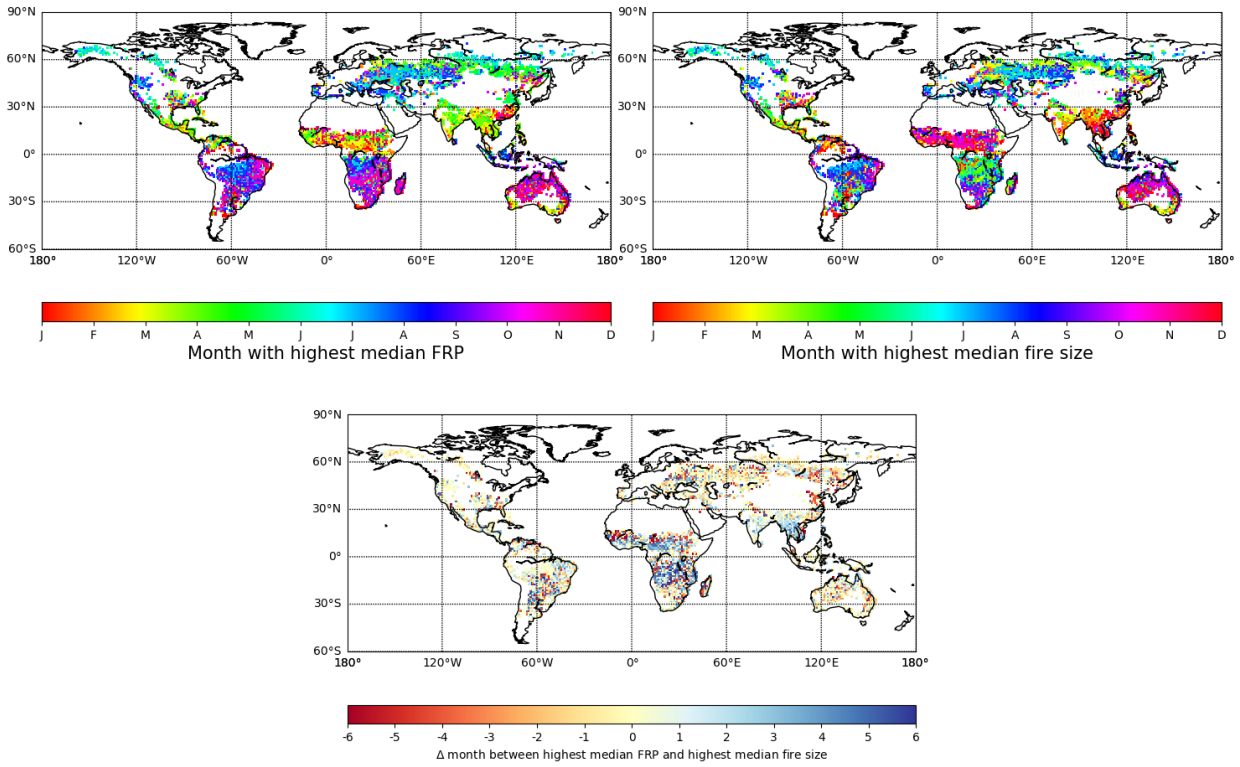 90°N 90°N
60°N 60°N
30°N 30°N
0° 0°
30°S 30°S
60°S 60°S
180° 120°W 60°W 0° 60°E 120°E 180° 180° 120°W 60°W 0° 60°E 120°E 180°
J F M A M J J A S O N D J F M A M J J A S O N D
Month with highest median FRP Month with highest median fire size
90°N
60°N
30°N
0°
30°S
60°S
180° 120°W 60°W 0° 60°E 120°E 180°
-6 -5 -4 -3 -2 -1 0 1 2 3 4 5 6
Δ month between highest median FRP and highest median fire size